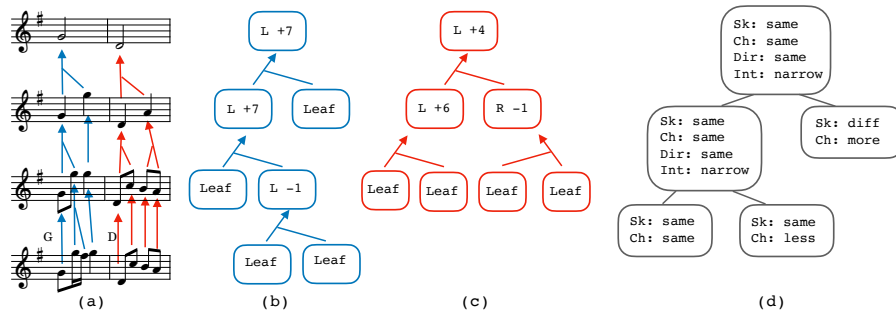 G
D
(a)
L +7
L +7
Leaf
Leaf
L -1
Leaf
Leaf
(b)
L +4
L +6
R -1
Leaf
Leaf
Leaf
Leaf
(c)
Sk: same
Ch: same
Dir: same
Int: narrow
Sk: same
Ch: same
Dir: same
Int: narrow
Sk: diff
Ch: more
Sk: same
Ch: same
Sk: same
Ch: less
(d)